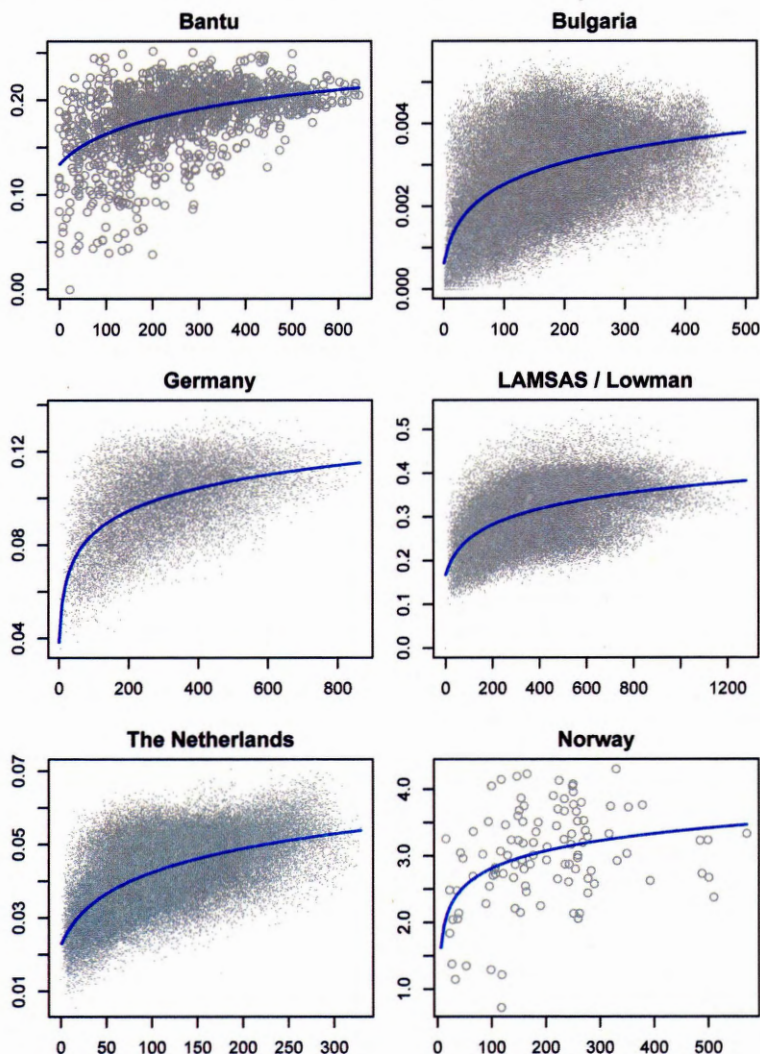 Bantu
0.20
0.10
0.00
0 100 200 300 400 500 600
Bulgaria
0.004
0.002
0.000
0 100 200 300 400 500
Germany
0.12
0.08
0.04
0 200 400 600 800
LAMSAS / Lowman
0.5
0.4
0.3
0.2
0.1
0.0
0 200 400 600 800 1200
The Netherlands
0.07
0.05
0.03
0.01
0 50 100 150 200 250 300
Norway
4.0
3.0
2.0
1.0
0 100 200 300 400 500